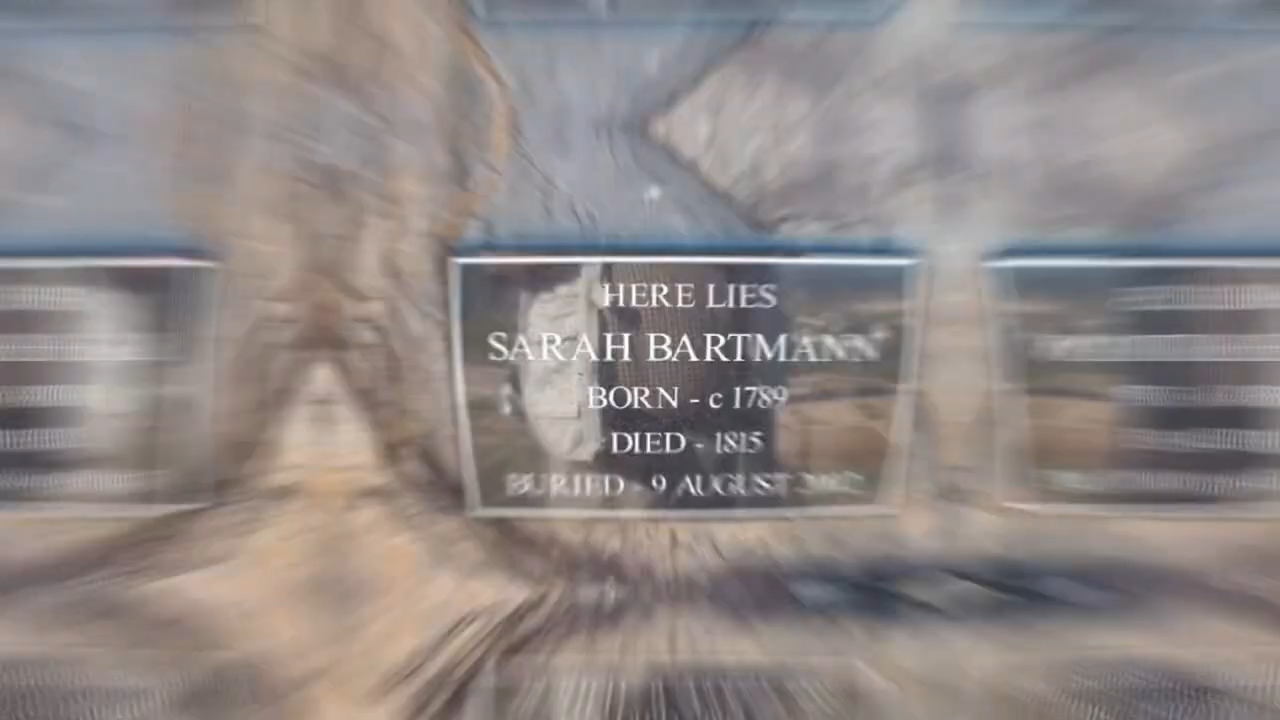 HERE LIES
SARAH BARTMANN
BORN - c 1789
DIED - 1815
BURIED - 9 AUGUST 2002